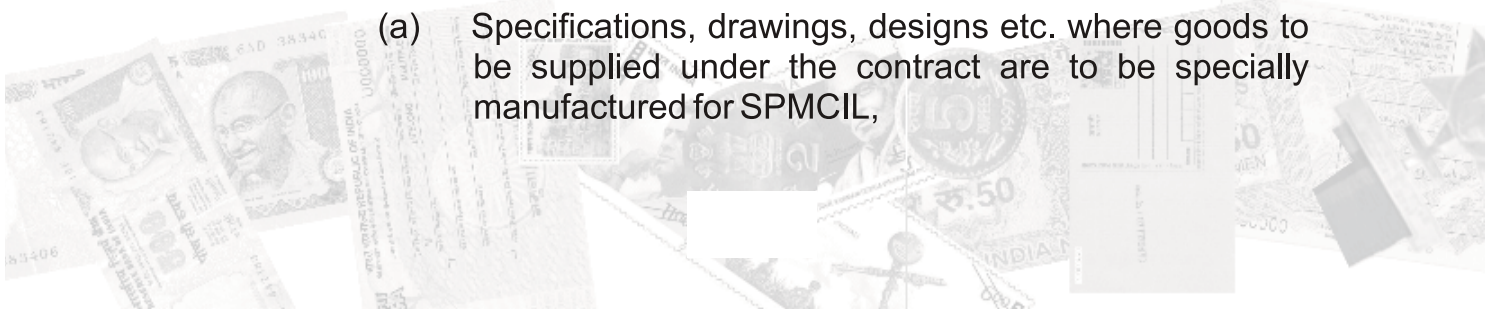 (a) Specifications, drawings, designs etc. where goods to
be supplied under the contract are to be specially
manufactured for SPMCIL,